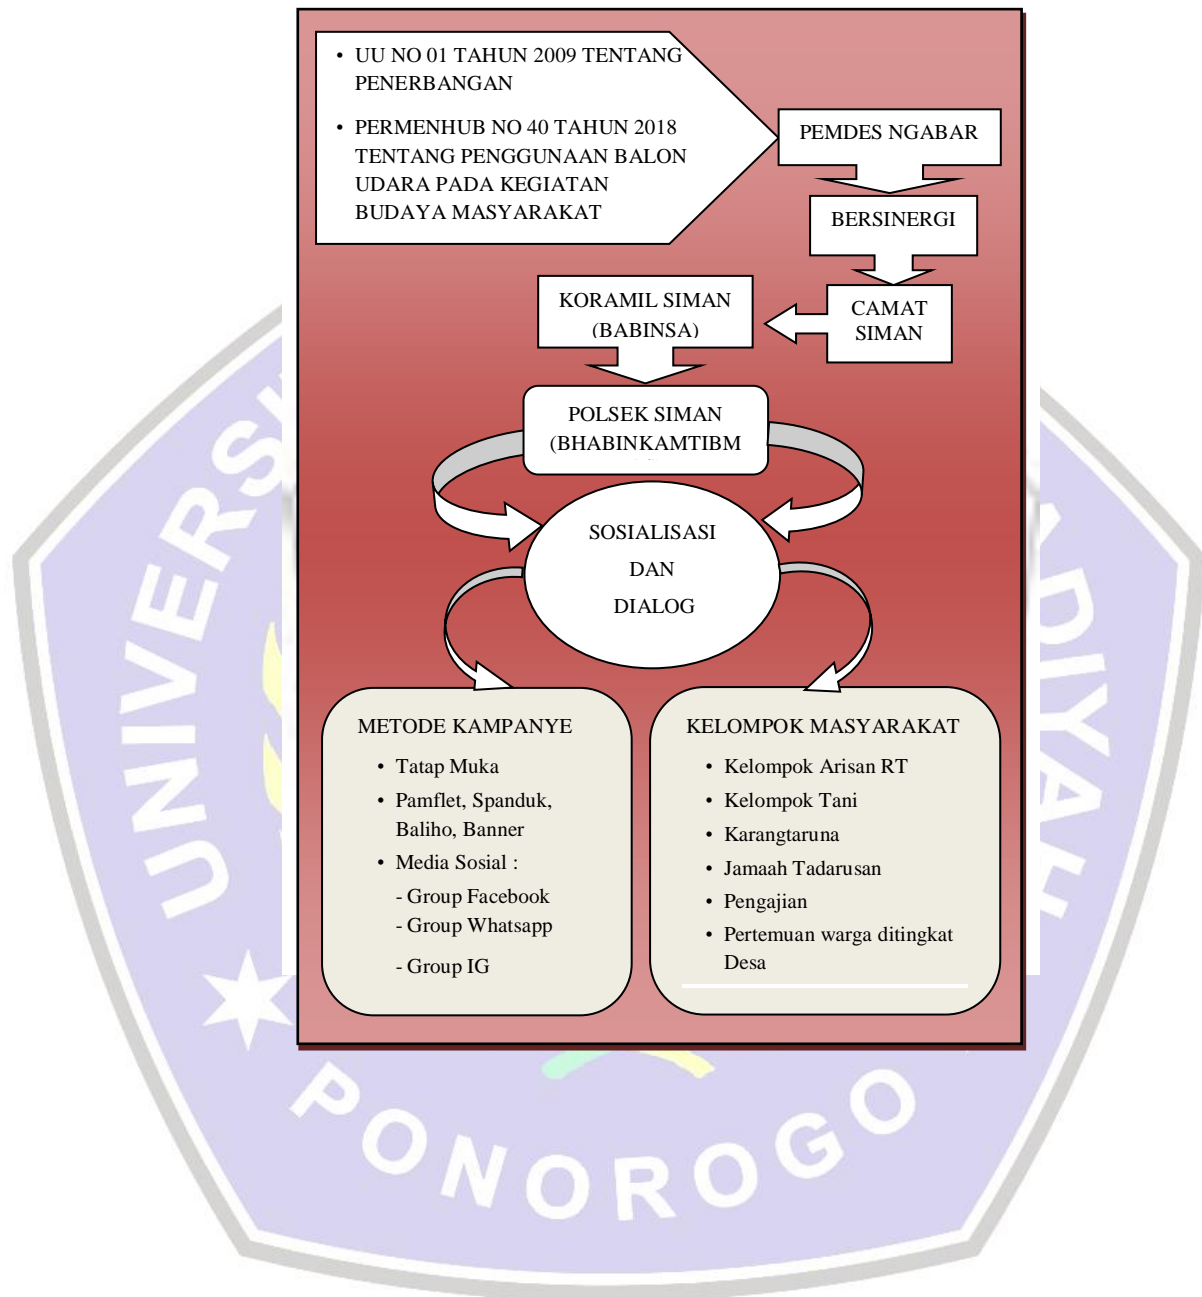 • UU NO 01 TAHUN 2009 TENTANG
PENERBANGAN
• PERMENHUB NO 40 TAHUN 2018
TENTANG PENGGUNAAN BALON
UDARA PADA KEGIATAN
BUDAYA MASYARAKAT
PEMDES NGABAR
BERSINERGI
CAMAT
SIMAN
KORAMIL SIMAN
(BABINSA)
POLSEK SIMAN
(BHABINKAMTIBM
SOSIALISASI
DAN
DIALOG
METODE KAMPANYE
• Tatap Muka
• Pamflet, Spanduk,
Baliho, Banner
• Media Sosial :
- Group Facebook
- Group Whatsapp
- Group IG
KELOMPOK MASYARAKAT
• Kelompok Arisan RT
• Kelompok Tani
• Karangtaruna
• Jamaah Tadarusan
• Pengajian
• Pertemuan warga ditingkat
Desa
PONOROGO